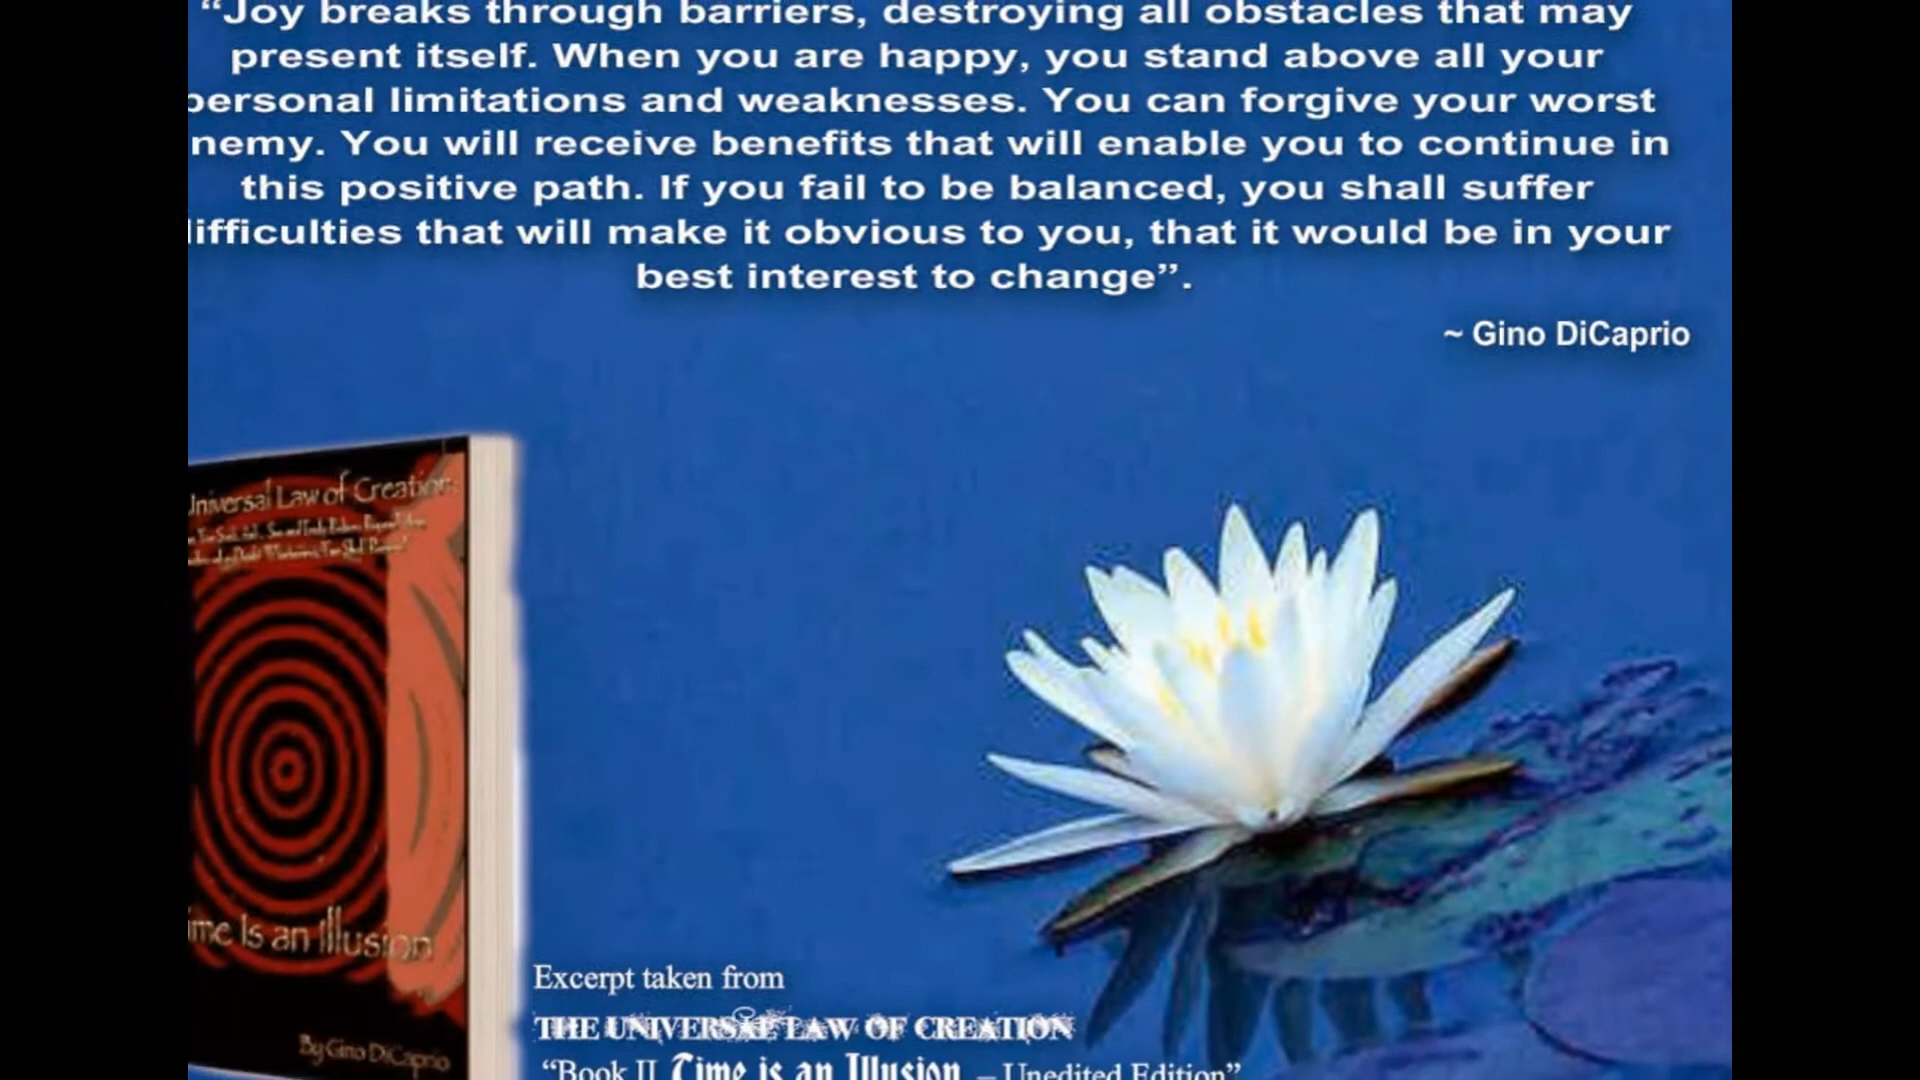 “Joy breaks through barriers, destroying all obstacles that may
present itself. When you are happy, you stand above all your
personal limitations and weaknesses. You can forgive your worst
nemy. You will receive benefits that will enable you to continue in
this positive path. If you fail to be balanced, you shall suffer
ifficulties that will make it obvious to you, that it would be in your
best interest to change”.
~ Gino DiCaprio
Universal Law of Creation
ime Is an Illusion
By Gino DiCaprio
Excerpt taken from
THE UNIVERSAL LAW OF CREATION
“Book II Time is an Illusion – Unedited Edition”